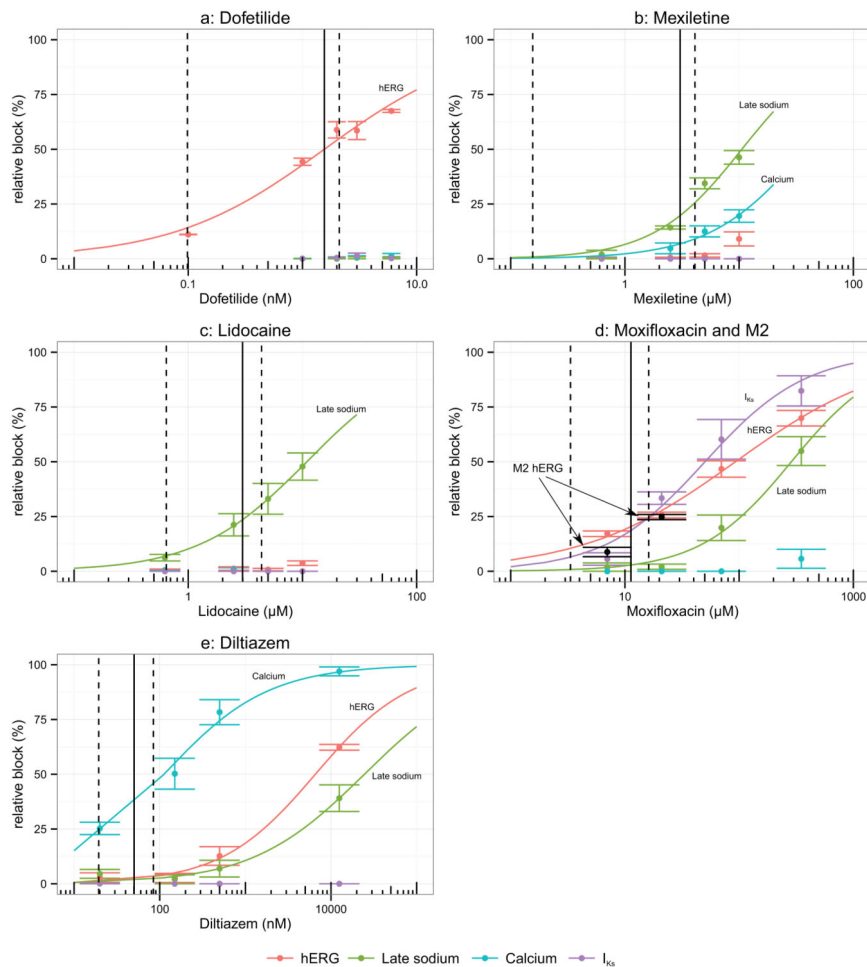 a: Dofetilide
b: Mexiletine
relative block (%)
100
75
50
25
0
hERG
0.1
10.0
Dofetilide (nM)
relative block (%)
100
75
50
25
0
Late sodium
Calcium
1
100
Mexiletine (µM)
c: Lidocaine
d: Moxifloxacin and M2
relative block (%)
100
75
50
25
0
Late sodium
1
100
Lidocaine (µM)
relative block (%)
100
75
50
25
0
IKs
hERG
M2 hERG
Late sodium
10
1000
Moxifloxacin (µM)
e: Diltiazem
relative block (%)
100
75
50
25
0
Calcium
hERG
Late sodium
100
10000
Diltiazem (nM)
hERG Late sodium Calcium IKs